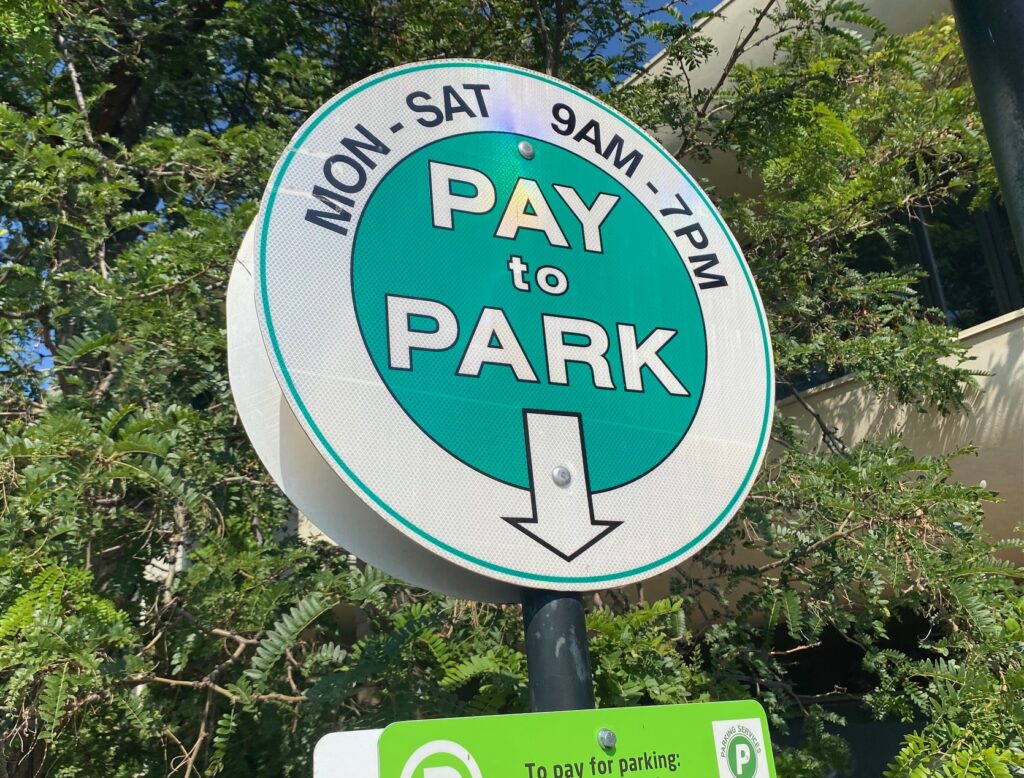 MON - SAT 9AM - 7PM
PAY
to
PARK
To pay for parking:
PARKING SERVICES
P